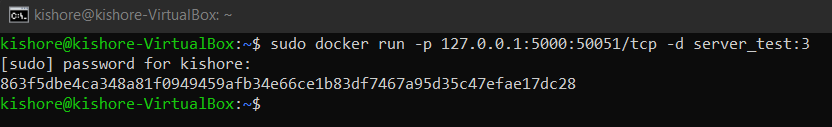 kishore@kishore-VirtualBox: ~
kishore@kishore-VirtualBox:~$ sudo docker run -p 127.0.0.1:5000:50051/tcp -d server_test:3
[sudo] password for kishore:
863f5dbe4ca348a81f0949459afb34e66ce1b83df7467a95d35c47efae17dc28
kishore@kishore-VirtualBox:~$